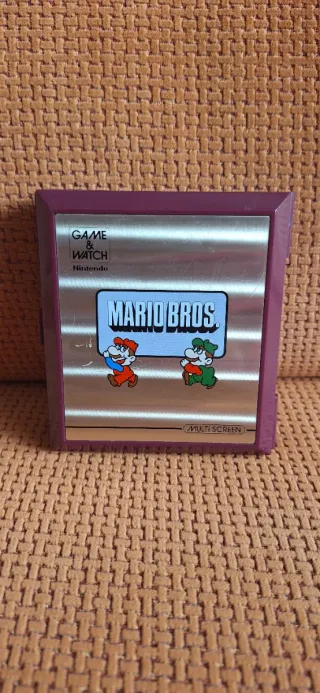 GAME
&
WATCH
Nintendo
MARIO BROS.
MULTI SCREEN